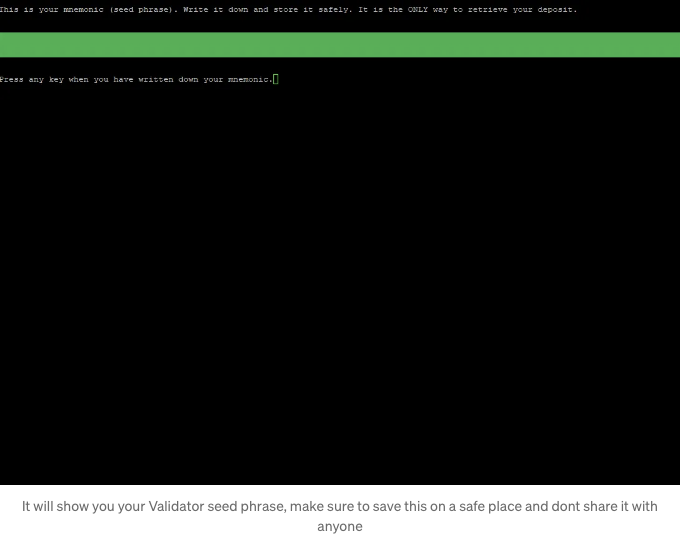 This is your mnemonic (seed phrase). Write it down and store it safely. It is the ONLY way to retrieve your deposit.
Press any key when you have written down your mnemonic.
It will show you your Validator seed phrase, make sure to save this on a safe place and dont share it with
anyone